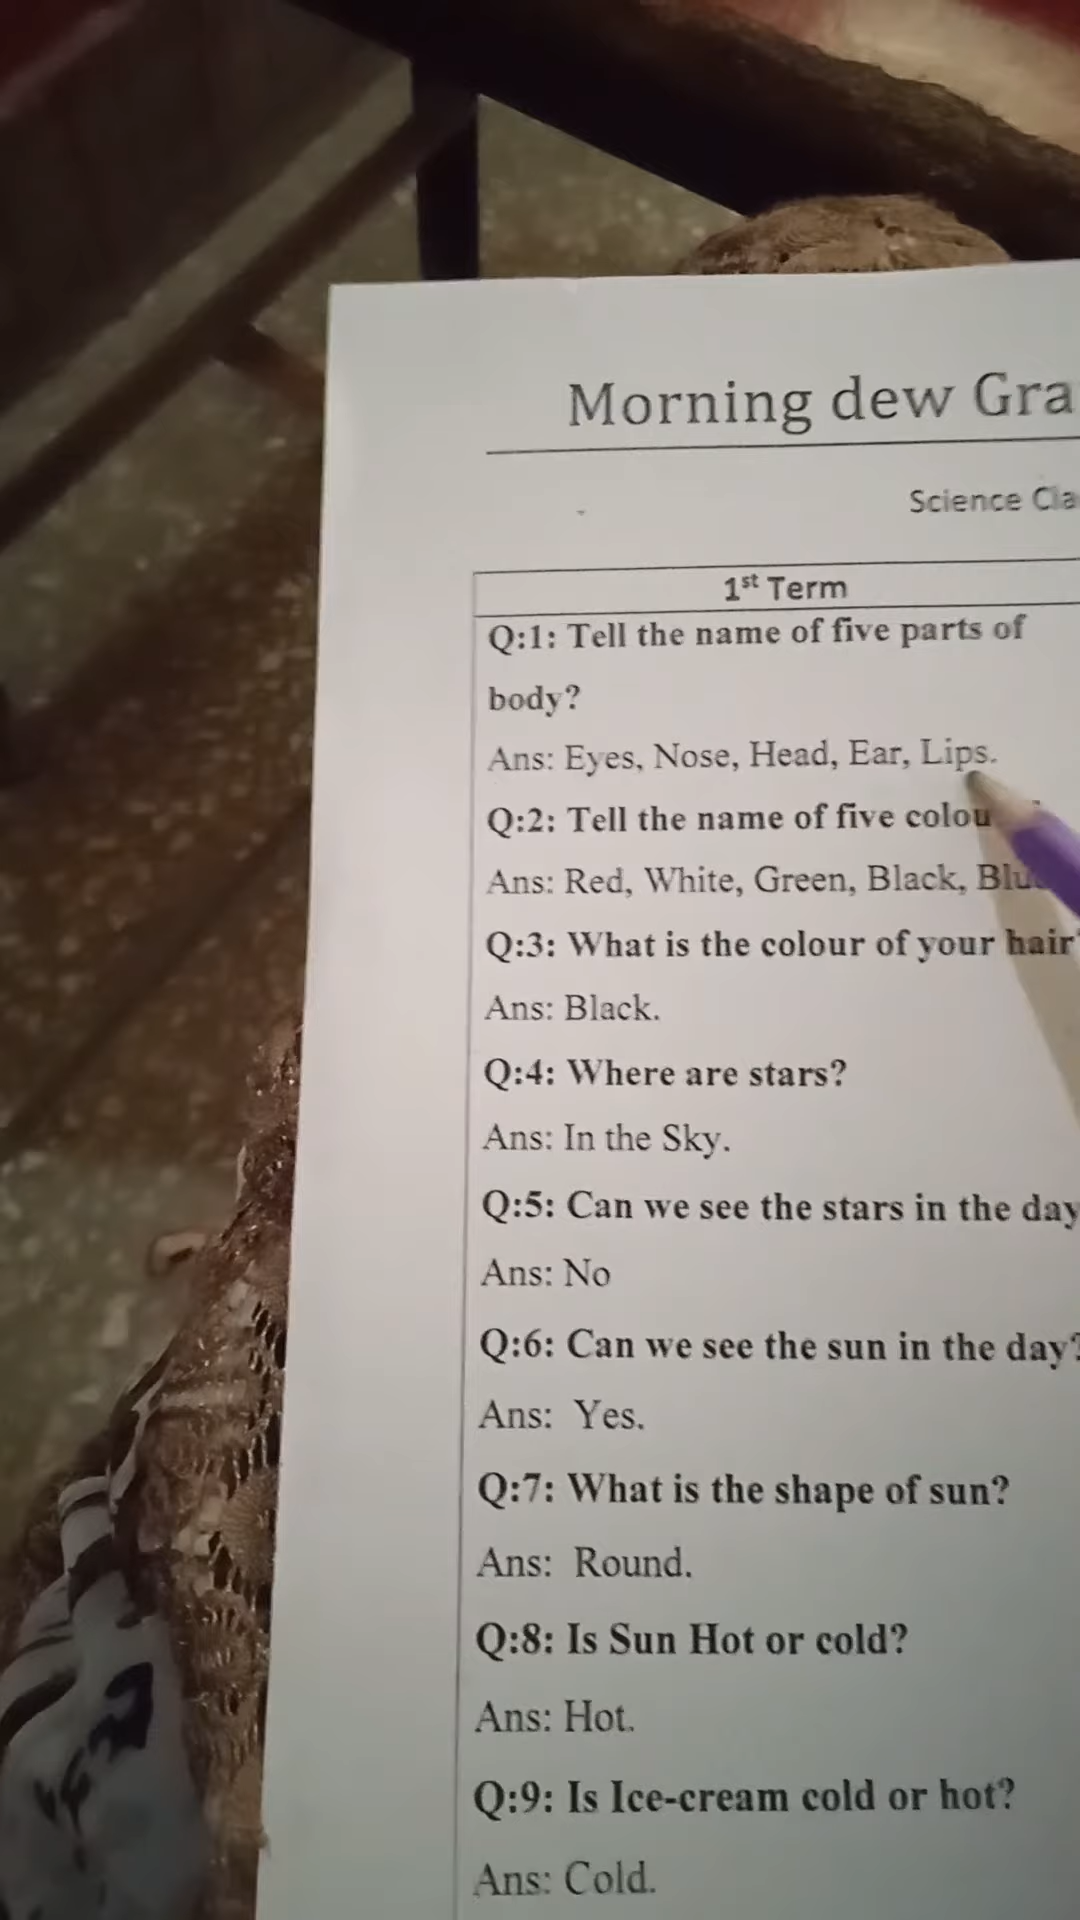 Morning dew Gra
Science Cla
1st Term
Q:1: Tell the name of five parts of
body?
Ans: Eyes, Nose, Head, Ear, Lips.
Q:2: Tell the name of five colou
Ans: Red, White, Green, Black, Blu
Q:3: What is the colour of your hair?
Ans: Black.
Q:4: Where are stars?
Ans: In the Sky.
Q:5: Can we see the stars in the day
Ans: No
Q:6: Can we see the sun in the day?
Ans: Yes.
Q:7: What is the shape of sun?
Ans: Round.
Q:8: Is Sun Hot or cold?
Ans: Hot.
Q:9: Is Ice-cream cold or hot?
Ans: Cold.